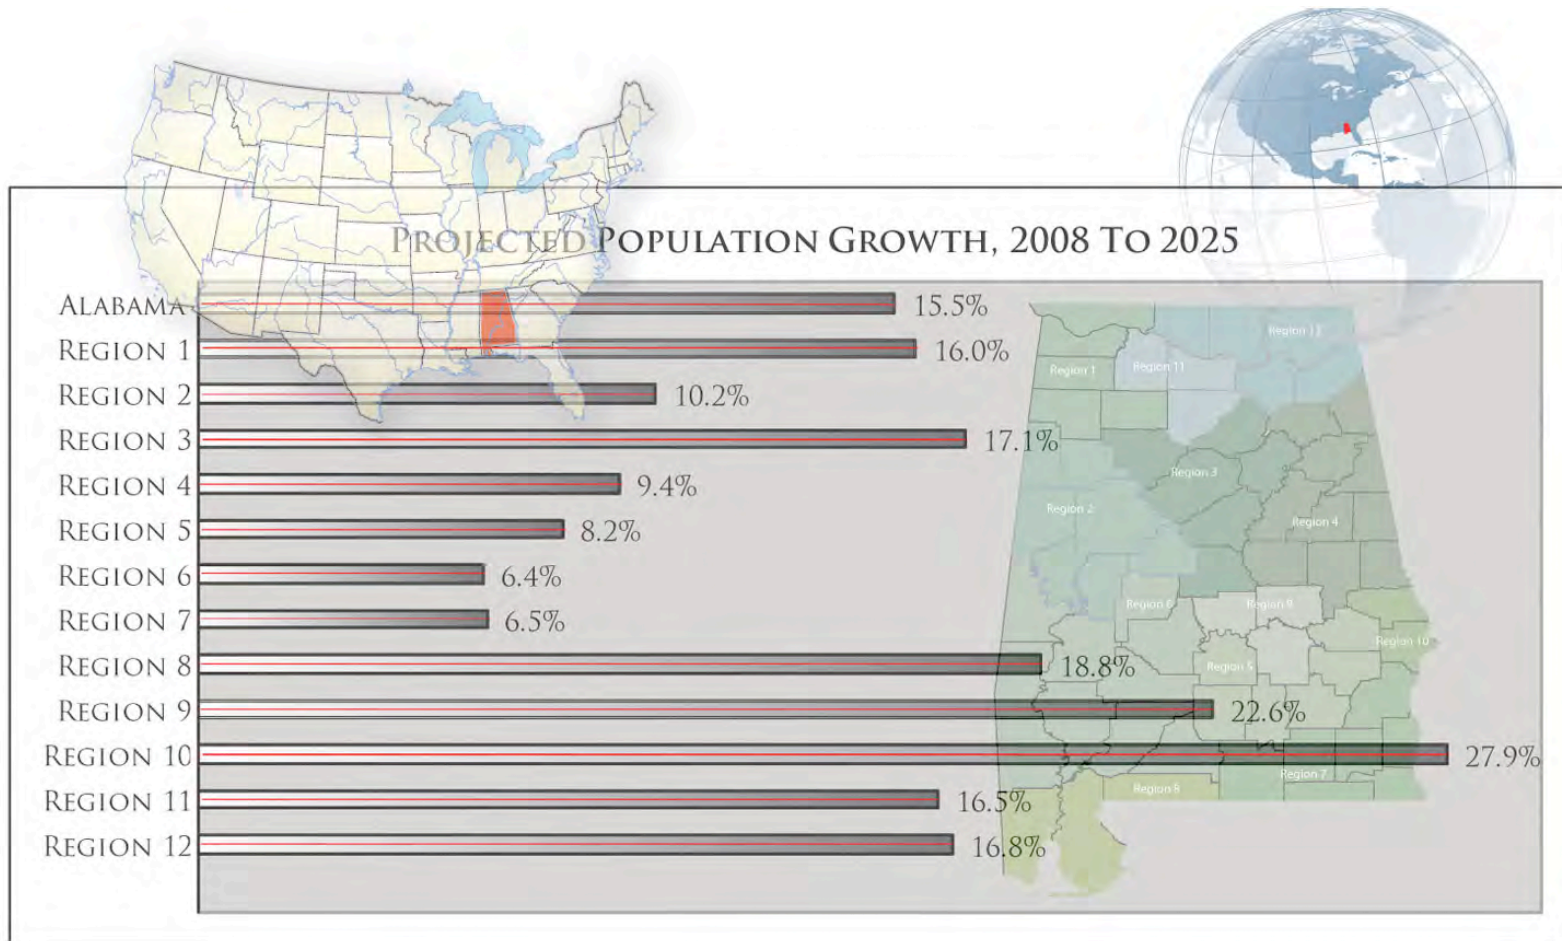 PROJECTED POPULATION GROWTH, 2008 TO 2025
ALABAMA 15.5%
REGION 1 16.0%
REGION 2 10.2%
REGION 3 17.1%
REGION 4 9.4%
REGION 5 8.2%
REGION 6 6.4%
REGION 7 6.5%
REGION 8 18.8%
REGION 9 22.6%
REGION 10 27.9%
REGION 11 16.5%
REGION 12 16.8%
Region 1
Region 11
Region 3
Region 2
Region 4
Region 6
Region 9
Region 10
Region 5
Region 7
Region 8